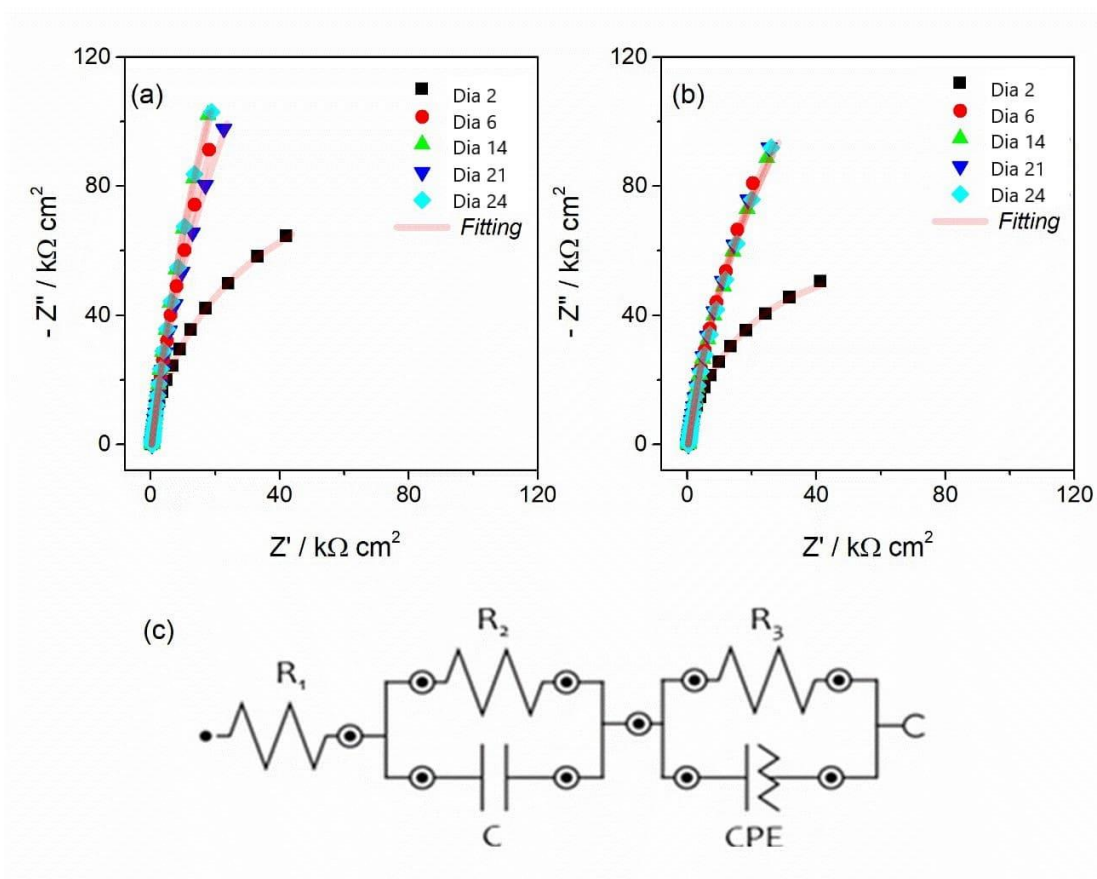 (a)
120
80
40
0
0
40
80
120
- Z'' / kΩ cm²
Z' / kΩ cm²
Dia 2
Dia 6
Dia 14
Dia 21
Dia 24
Fitting
(b)
120
80
40
0
0
40
80
120
- Z'' / kΩ cm²
Z' / kΩ cm²
Dia 2
Dia 6
Dia 14
Dia 21
Dia 24
Fitting
(c)
R₁
R₂
C
R₃
CPE